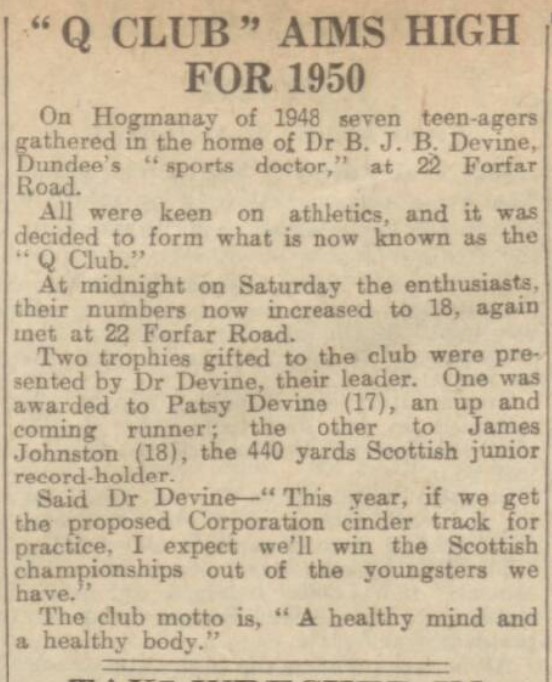 “Q CLUB” AIMS HIGH
FOR 1950
On Hogmanay of 1948 seven teen-agers
gathered in the home of Dr B. J. B. Devine,
Dundee's “sports doctor,” at 22 Forfar
Road.
All were keen on athletics, and it was
decided to form what is now known as the
“Q Club.”
At midnight on Saturday the enthusiasts,
their numbers now increased to 18, again
met at 22 Forfar Road.
Two trophies gifted to the club were pre-
sented by Dr Devine, their leader. One was
awarded to Patsy Devine (17), an up and
coming runner; the other to James
Johnston (18), the 440 yards Scottish junior
record-holder.
Said Dr Devine—“This year, if we get
the proposed Corporation cinder track for
practice, I expect we'll win the Scottish
championships out of the youngsters we
have.”
The club motto is, “A healthy mind and
a healthy body.”